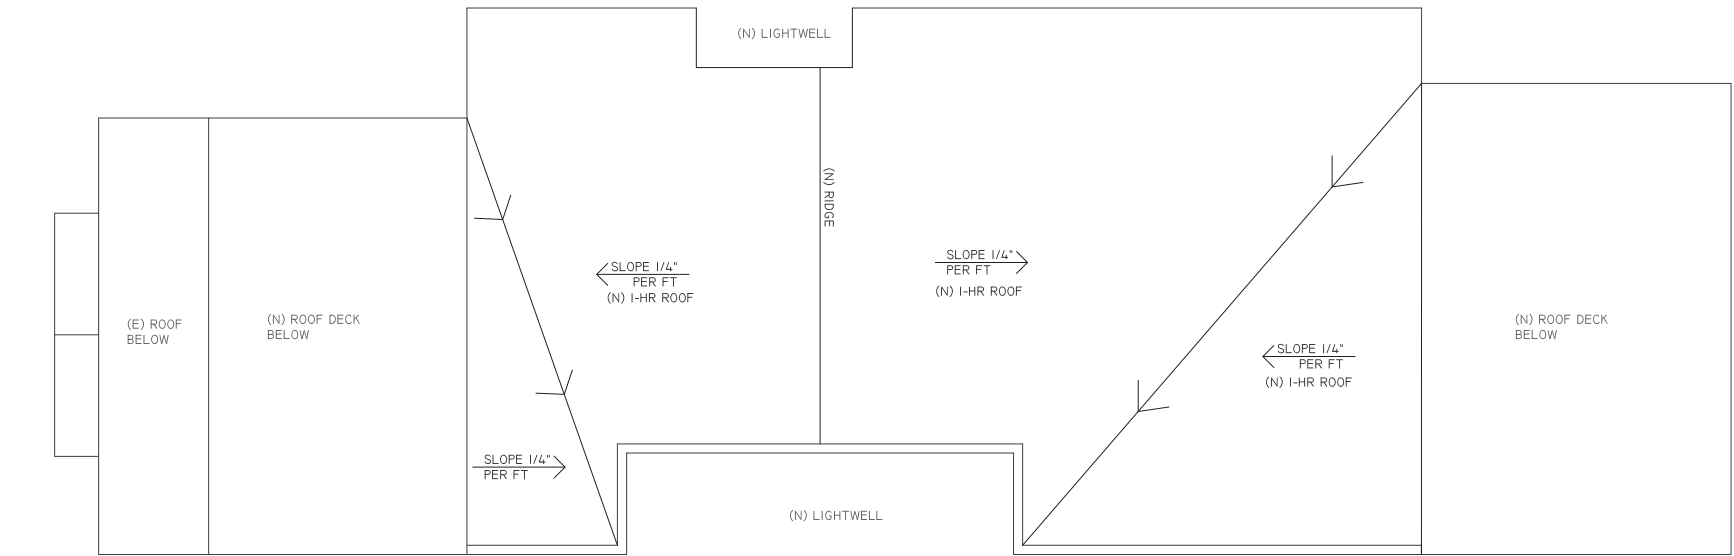 (N) LIGHTWELL
(N) RIDGE
SLOPE 1/4"
PER FT
(N) 1-HR ROOF
SLOPE 1/4"
PER FT
(N) 1-HR ROOF
(E) ROOF
BELOW
(N) ROOF DECK
BELOW
(N) ROOF DECK
BELOW
SLOPE 1/4"
PER FT
(N) 1-HR ROOF
SLOPE 1/4"
PER FT
(N) LIGHTWELL